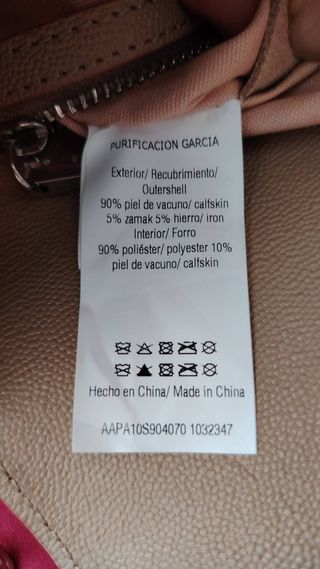 PURIFICACION GARCIA
Exterior/ Recubrimiento/
Outershell
90% piel de vacuno/ calfskin
5% zamak 5% hierro/ iron
Interior/ Forro
90% poliéster/ polyester 10%
piel de vacuno/ calfskin
Hecho en China/ Made in China
AAPA10S904070 1032347